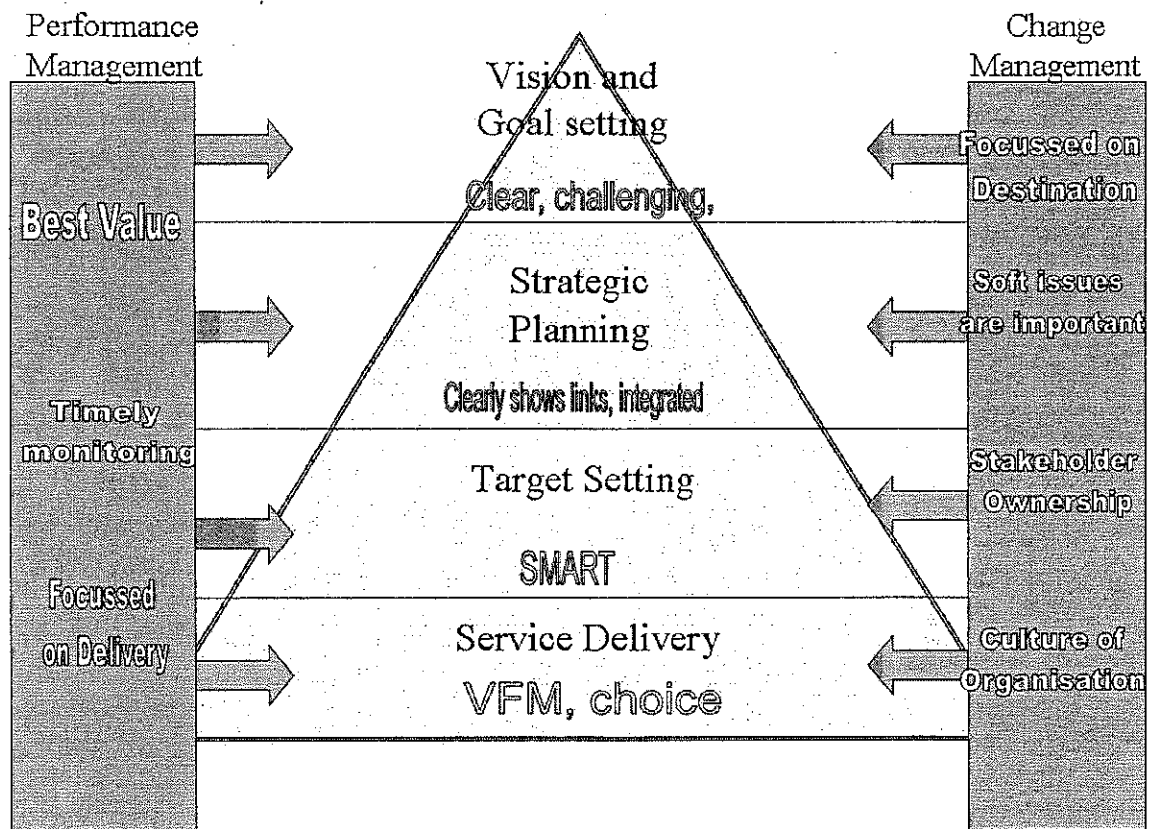 Performance
Management
Best Value
Timely
monitoring
Focussed
on Delivery
Vision and
Goal setting
Clear, challenging,
Strategic
Planning
Clearly shows links, integrated
Target Setting
SMART
Service Delivery
VFM, choice
Change
Management
Focussed on
Destination
Soft issues
are important
Stakeholder
Ownership
Culture of
Organisation